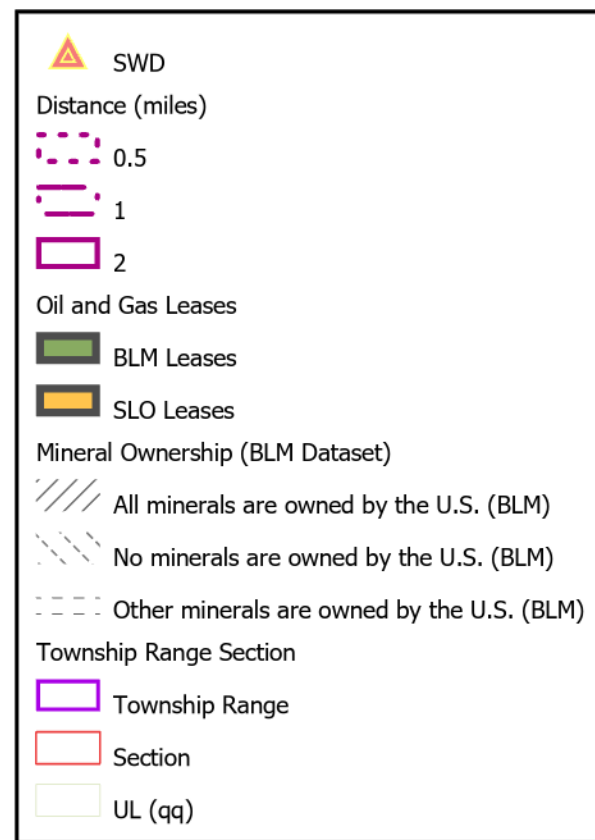 SWD
Distance (miles)
0.5
1
2
Oil and Gas Leases
BLM Leases
SLO Leases
Mineral Ownership (BLM Dataset)
All minerals are owned by the U.S. (BLM)
No minerals are owned by the U.S. (BLM)
Other minerals are owned by the U.S. (BLM)
Township Range Section
Township Range
Section
UL (qq)